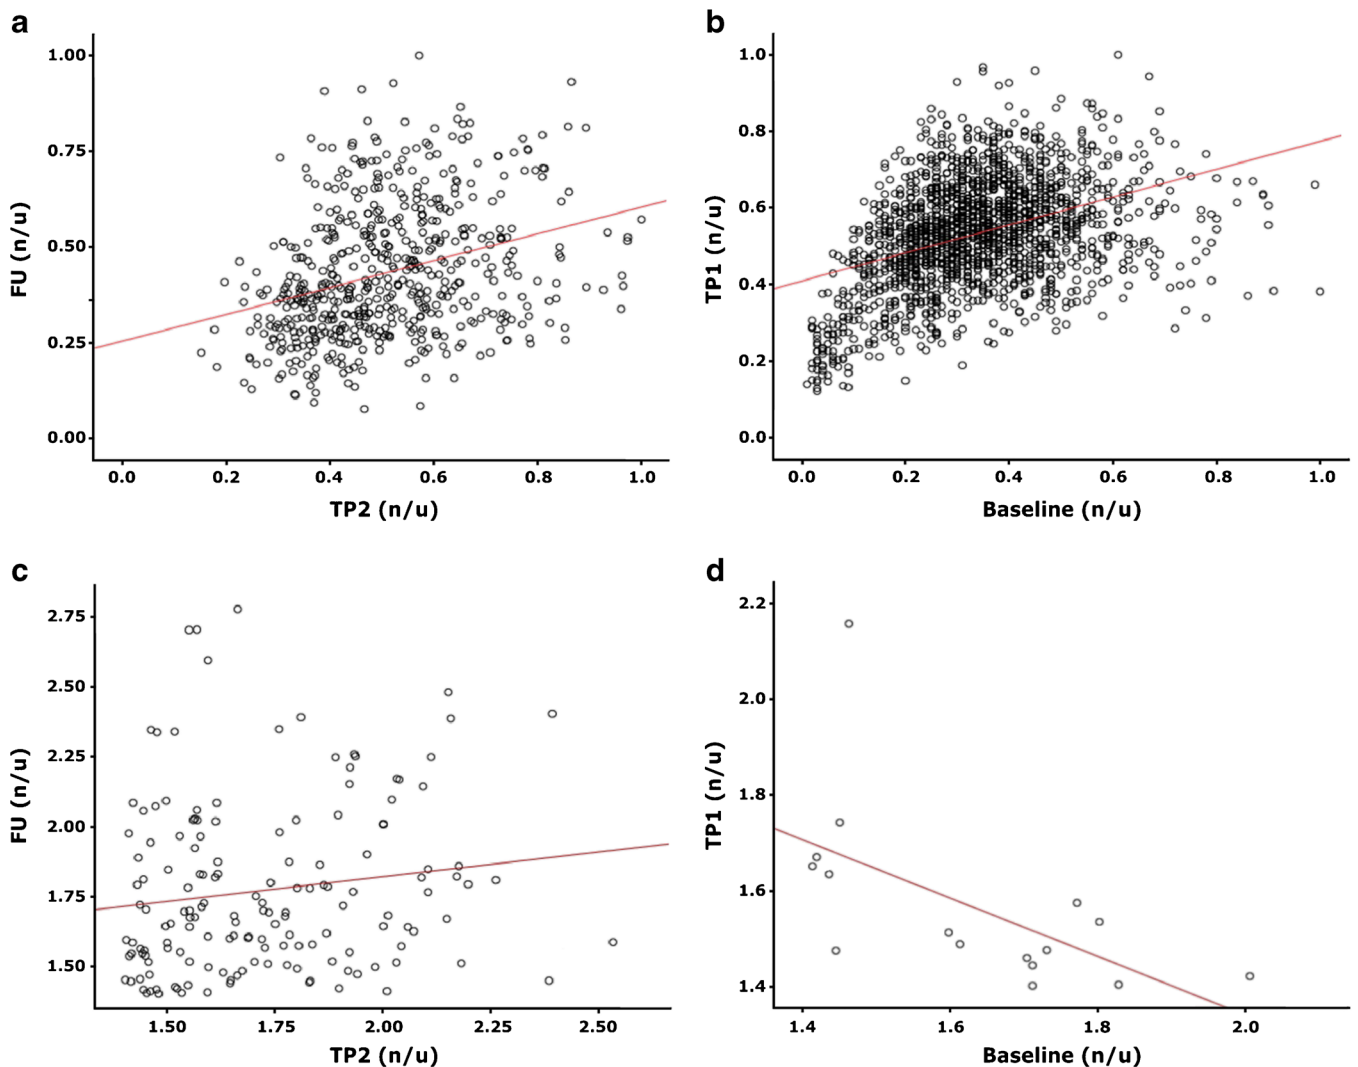 a
1.00
0.75
0.50
0.25
0.00
FU (n/u)
0.0 0.2 0.4 0.6 0.8 1.0
TP2 (n/u)
b
1.0
0.8
0.6
0.4
0.2
0.0
TP1 (n/u)
0.0 0.2 0.4 0.6 0.8 1.0
Baseline (n/u)
c
2.75
2.50
2.25
2.00
1.75
1.50
FU (n/u)
1.50 1.75 2.00 2.25 2.50
TP2 (n/u)
d
2.2
2.0
1.8
1.6
1.4
TP1 (n/u)
1.4 1.6 1.8 2.0
Baseline (n/u)